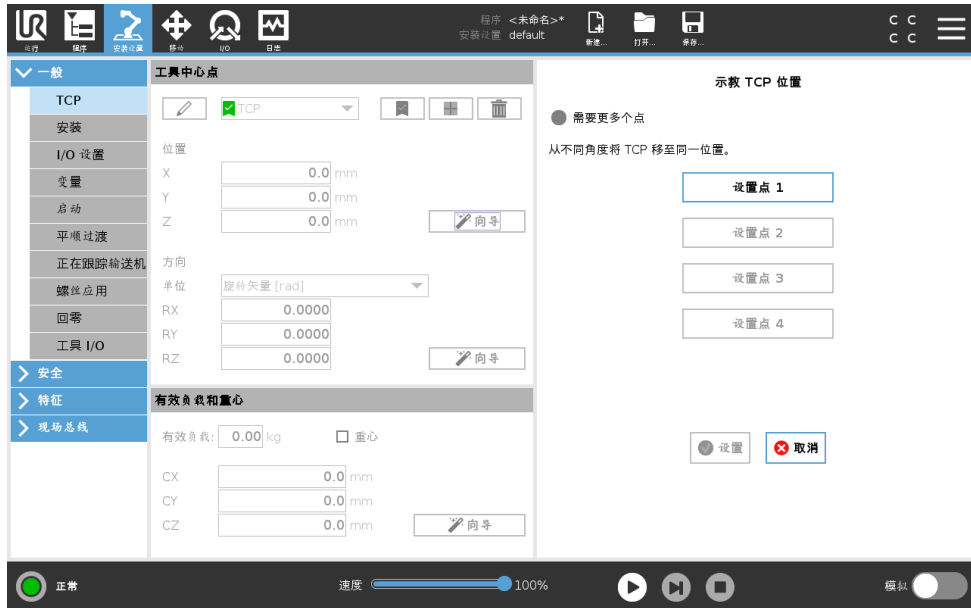 UR
运行
程序
安装设置
移动
I/O
日志
程序 <未命名>*
安装设置 default
新建...
打开...
保存...
C C
C C
一般
TCP
安装
I/O 设置
变量
启动
平顺过渡
正在跟踪输送机
螺丝应用
回零
工具 I/O
安全
特征
现场总线
工具中心点
TCP
位置
X 0.0 mm
Y 0.0 mm
Z 0.0 mm
向导
方向
单位 旋转矢量 [rad]
RX 0.0000
RY 0.0000
RZ 0.0000
向导
有效负载和重心
有效负载: 0.00 kg 重心
CX 0.0 mm
CY 0.0 mm
CZ 0.0 mm
向导
示教 TCP 位置
需要更多个点
从不同角度将 TCP 移至同一位置。
设置点 1
设置点 2
设置点 3
设置点 4
设置 取消
正常
速度 100%
模拟